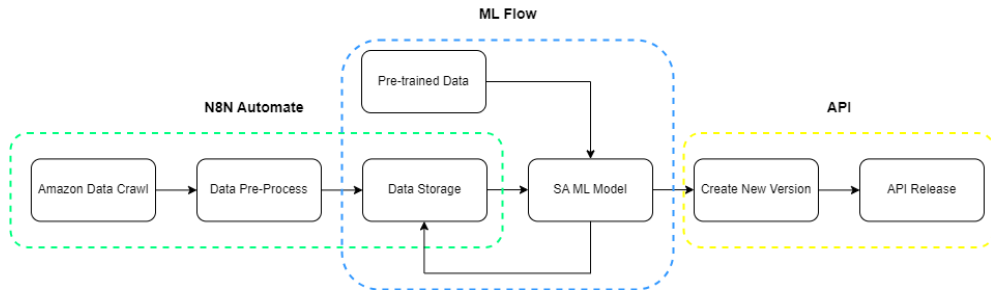 ML Flow
Pre-trained Data
N8N Automate
API
Amazon Data Crawl
Data Pre-Process
Data Storage
SA ML Model
Create New Version
API Release